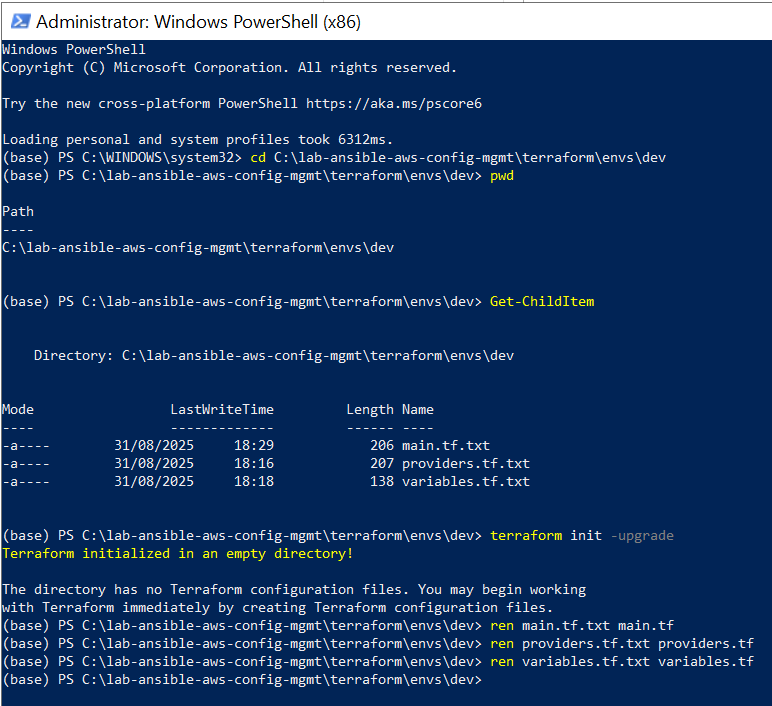 Administrator: Windows PowerShell (x86)
Windows PowerShell
Copyright (C) Microsoft Corporation. All rights reserved.
Try the new cross-platform PowerShell https://aka.ms/pscore6
Loading personal and system profiles took 6312ms.
(base) PS C:\WINDOWS\system32> cd C:\lab-ansible-aws-config-mgmt\terraform\envs\dev
(base) PS C:\lab-ansible-aws-config-mgmt\terraform\envs\dev> pwd
Path
----
C:\lab-ansible-aws-config-mgmt\terraform\envs\dev
(base) PS C:\lab-ansible-aws-config-mgmt\terraform\envs\dev> Get-ChildItem
Directory: C:\lab-ansible-aws-config-mgmt\terraform\envs\dev
Mode LastWriteTime Length Name
---- ------------- ------ ----
-a---- 31/08/2025 18:29 206 main.tf.txt
-a---- 31/08/2025 18:16 207 providers.tf.txt
-a---- 31/08/2025 18:18 138 variables.tf.txt
(base) PS C:\lab-ansible-aws-config-mgmt\terraform\envs\dev> terraform init -upgrade
Terraform initialized in an empty directory!
The directory has no Terraform configuration files. You may begin working
with Terraform immediately by creating Terraform configuration files.
(base) PS C:\lab-ansible-aws-config-mgmt\terraform\envs\dev> ren main.tf.txt main.tf
(base) PS C:\lab-ansible-aws-config-mgmt\terraform\envs\dev> ren providers.tf.txt providers.tf
(base) PS C:\lab-ansible-aws-config-mgmt\terraform\envs\dev> ren variables.tf.txt variables.tf
(base) PS C:\lab-ansible-aws-config-mgmt\terraform\envs\dev>